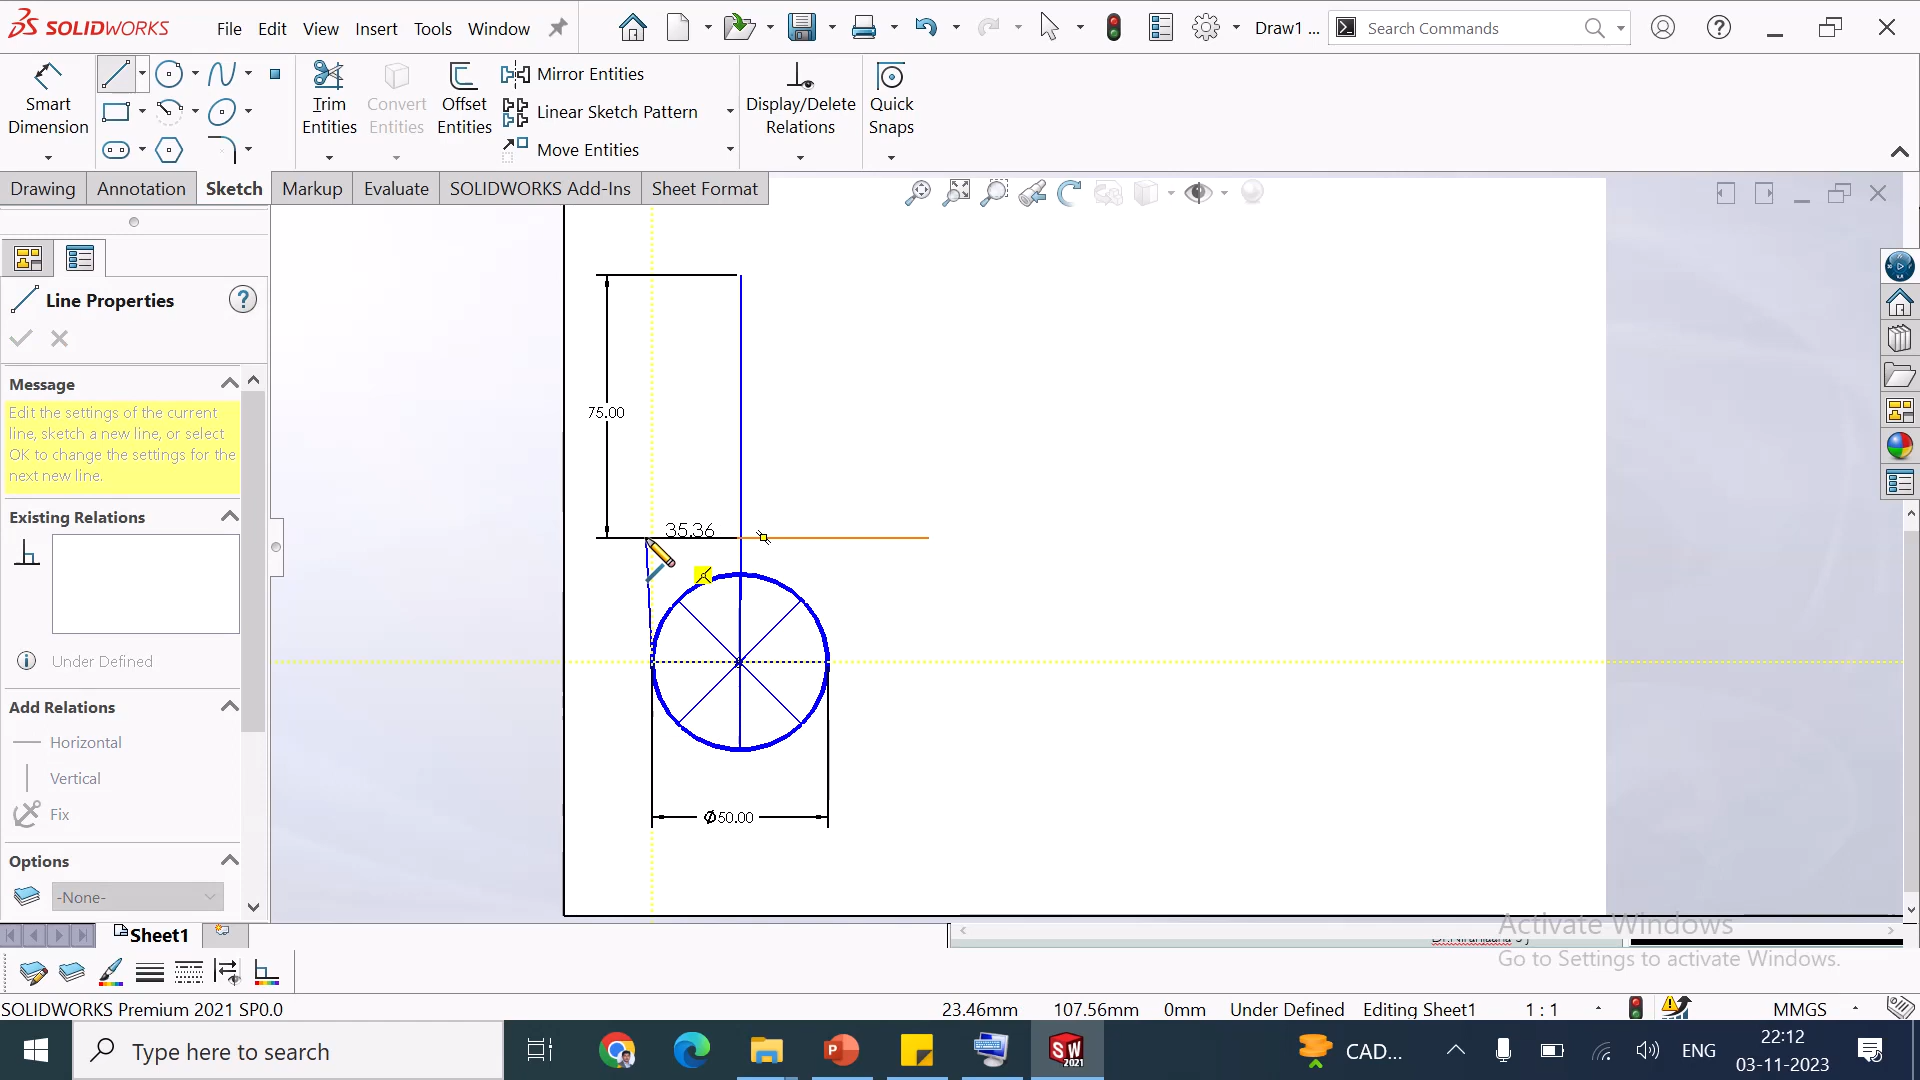 SOLIDWORKS File Edit View Insert Tools Window Draw1 ... Search Commands
Smart Dimension
Trim Entities
Convert Entities
Offset Entities
Mirror Entities
Linear Sketch Pattern
Move Entities
Display/Delete Relations
Quick Snaps
Drawing Annotation Sketch Markup Evaluate SOLIDWORKS Add-Ins Sheet Format
Line Properties
Message
Edit the settings of the current
line, sketch a new line, or select
OK to change the settings for the
next new line.
Existing Relations
Under Defined
Add Relations
Horizontal
Vertical
Fix
Options
-None-
75.00
35.36
Ø50.00
Sheet1
Activate Windows
Go to Settings to activate Windows.
SOLIDWORKS Premium 2021 SP0.0 23.46mm 107.56mm 0mm Under Defined Editing Sheet1 1 : 1 MMGS
Type here to search CAD... ENG 22:12
03-11-2023